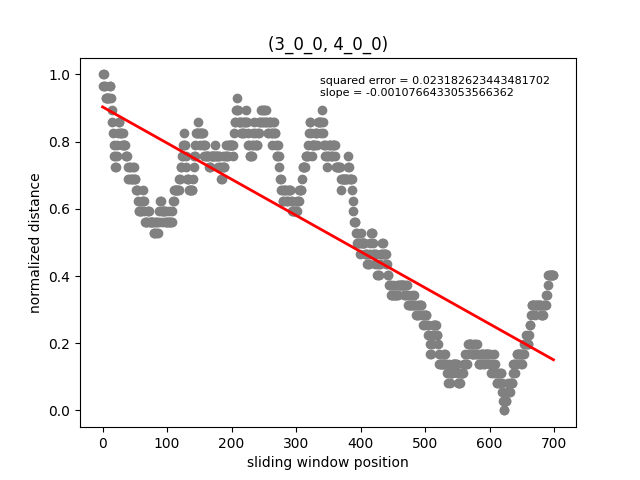 (3_0_0, 4_0_0)
squared error = 0.023182623443481702
slope = -0.0010766433053566362
1.0
0.8
0.6
0.4
0.2
0.0
normalized distance
0 100 200 300 400 500 600 700
sliding window position